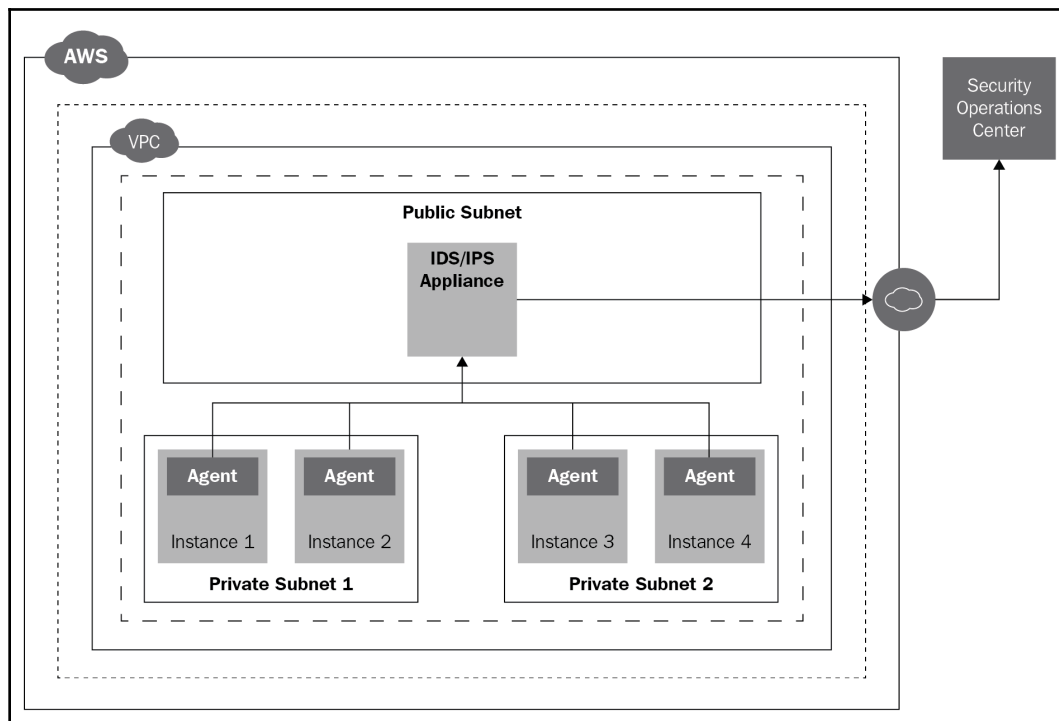 AWS
Security
Operations
Center
VPC
Public Subnet
IDS/IPS
Appliance
Agent
Agent
Agent
Agent
Instance 1
Instance 2
Instance 3
Instance 4
Private Subnet 1
Private Subnet 2